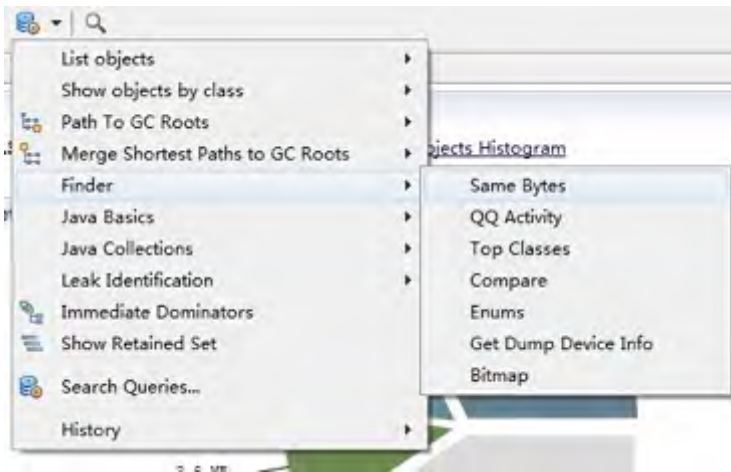 List objects
Show objects by class
Path To GC Roots
Merge Shortest Paths to GC Roots
Histogram
Finder
Same Bytes
Java Basics
QQ Activity
Java Collections
Top Classes
Leak Identification
Compare
Immediate Dominators
Enums
Show Retained Set
Get Dump Device Info
Search Queries...
Bitmap
History